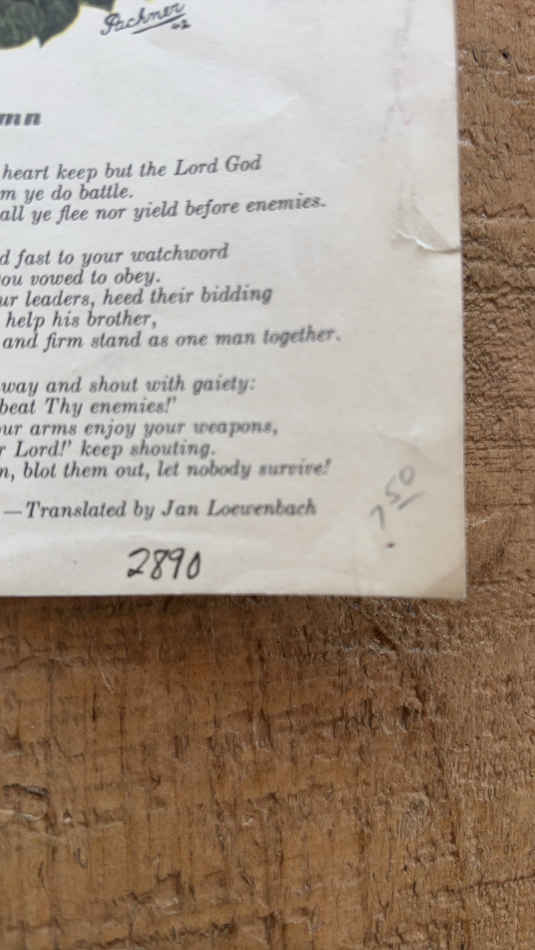 Pachner
42
mn
heart keep but the Lord God
m ye do battle.
all ye flee nor yield before enemies.
d fast to your watchword
ou vowed to obey.
ur leaders, heed their bidding
help his brother,
and firm stand as one man together.
way and shout with gaiety:
beat Thy enemies!"
our arms enjoy your weapons,
r Lord!" keep shouting.
n, blot them out, let nobody survive!
—Translated by Jan Loewenbach
7 50
2890